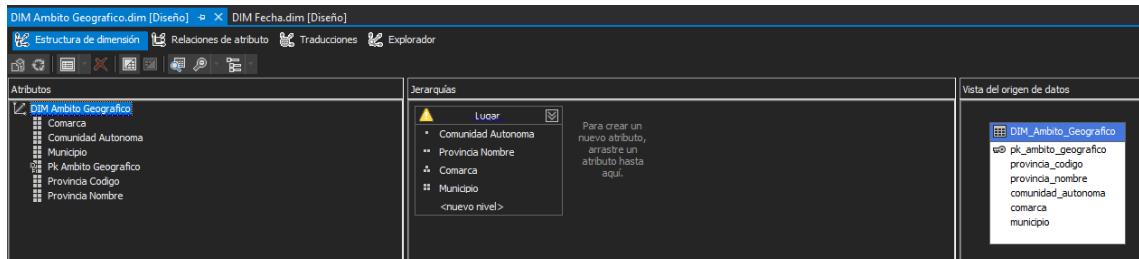 DIM Ambito Geografico.dim [Diseño] DIM Fecha.dim [Diseño]
Estructura de dimensión Relaciones de atributo Traducciones Explorador
Atributos
DIM Ambito Geografico
Comarca
Comunidad Autonoma
Municipio
Pk Ambito Geografico
Provincia Codigo
Provincia Nombre
Jerarquías
Lugar
Comunidad Autonoma
Provincia Nombre
Comarca
Municipio
<nuevo nivel>
Para crear un
nuevo atributo,
arrastre un
atributo hasta
aquí.
Vista del origen de datos
DIM_Ambito_Geografico
pk_ambito_geografico
provincia_codigo
provincia_nombre
comunidad_autonoma
comarca
municipio